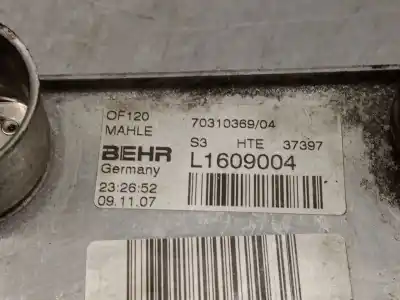 OF120 70310369/04
MAHLE S3 HTE 37397
BEHR L1609004
Germany
23:26:52
09.11.07